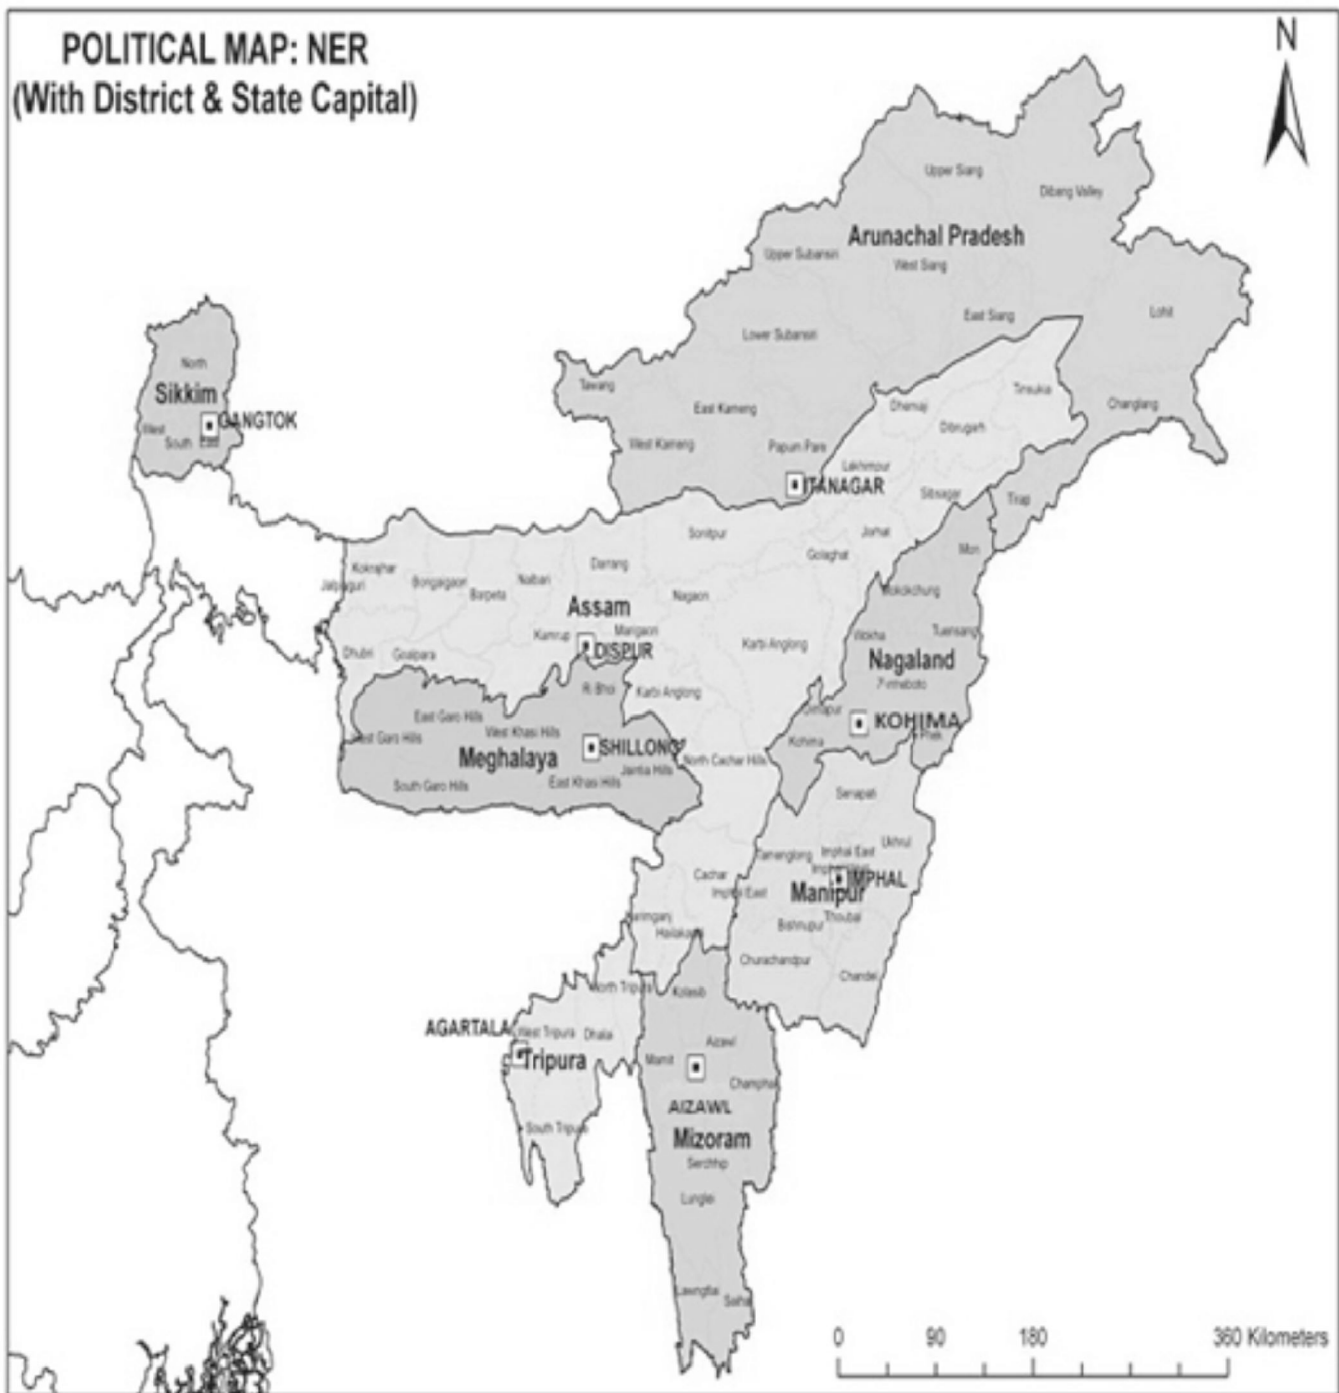 POLITICAL MAP: NER
(With District & State Capital)
N
Upper Siang
Dibang Valley
Arunachal Pradesh
Upper Subansiri
West Siang
East Siang
Lohit
Lower Subansiri
North
Sikkim
GANGTOK
West
South East
Tawang
East Kameng
West Kameng
Papum Pare
ITANAGAR
Changlang
Tirap
Tinsukia
Dhemaji
Dibrugarh
Lakhimpur
Sibsagar
Sonitpur
Jorhat
Golaghat
Mon
Kokrajhar
Jalpaiguri
Bongaigaon
Barpeta
Nalbari
Darrang
Nagaon
Mokokchung
Assam
Kamrup
Marigaon
DISPUR
Karbi Anglong
Wokha
Tuensang
Nagaland
Dhubri
Goalpara
Ri Bhoi
Karbi Anglong
Zunheboto
Dimapur
KOHIMA
Phek
Kohima
East Garo Hills
West Garo Hills
West Khasi Hills
SHILLONG
Meghalaya
Jaintia Hills
North Cachar Hills
South Garo Hills
East Khasi Hills
Senapati
Ukhrul
Tamenglong
Imphal East
IMPHAL
Manipur
Cachar
Imphal East
Thoubal
Bishnupur
Karimganj
Hailakandi
Churachandpur
Chandel
North Tripura
Kolasib
AGARTALA
West Tripura
Dhalai
Tripura
South Tripura
Mamit
Aizawl
Champhai
AIZAWL
Mizoram
Serchhip
Lunglei
Lawngtlai
Saiha
0 90 180 360 Kilometers